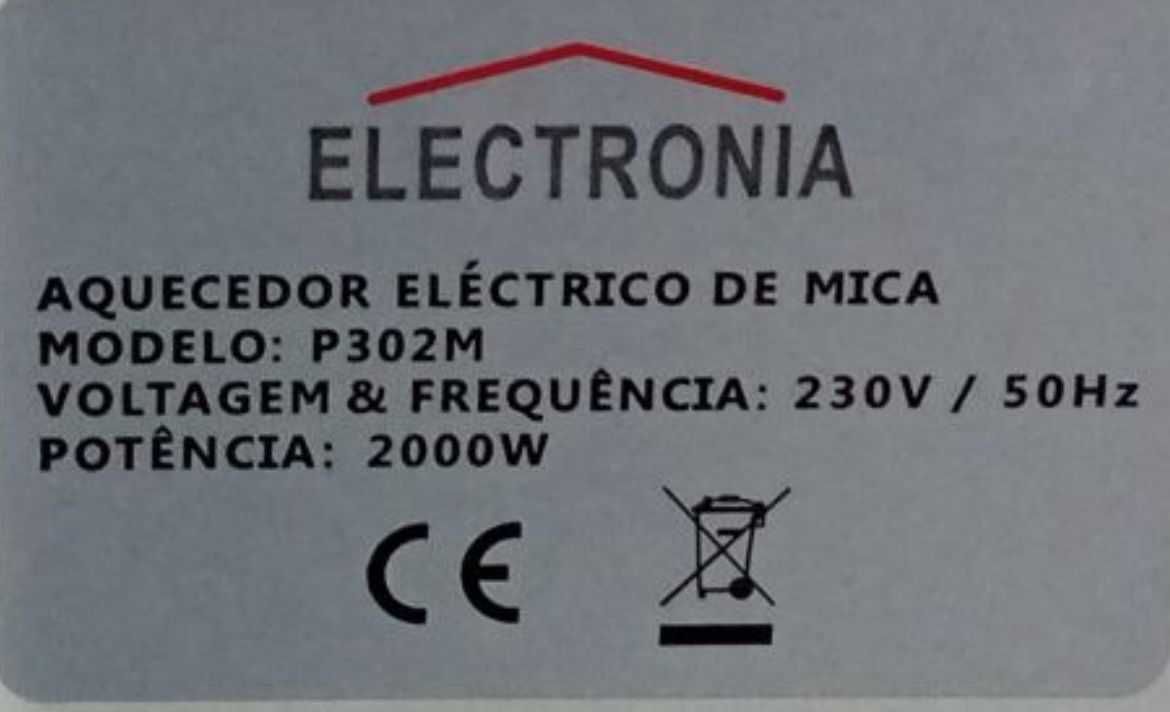 ELECTRONIA
AQUECEDOR ELÉCTRICO DE MICA
MODELO: P302M
VOLTAGEM & FREQUÊNCIA: 230V / 50Hz
POTÊNCIA: 2000W
CE